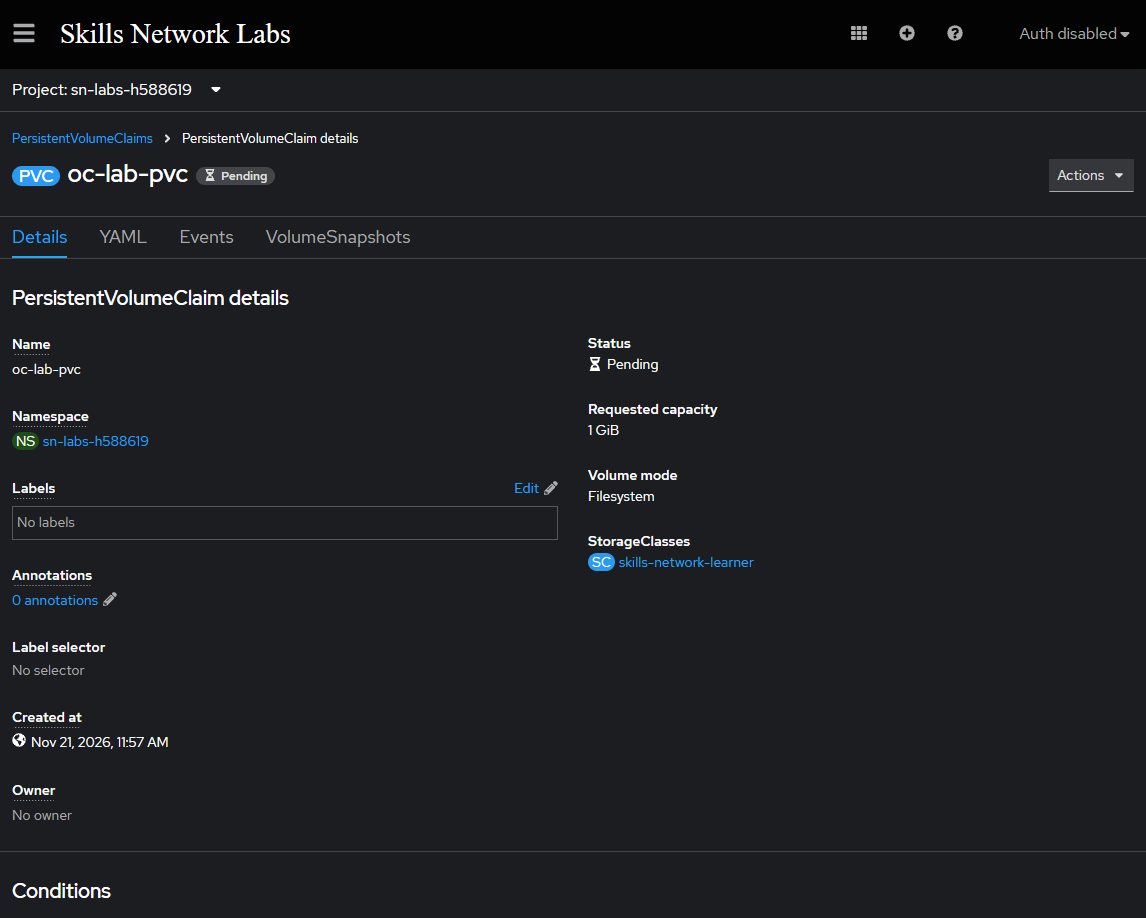 Skills Network Labs
Auth disabled
Project: sn-labs-h588619
PersistentVolumeClaims > PersistentVolumeClaim details
PVC oc-lab-pvc Pending
Actions
Details YAML Events VolumeSnapshots
PersistentVolumeClaim details
Name
oc-lab-pvc
Namespace
NS sn-labs-h588619
Labels Edit
No labels
Annotations
0 annotations
Label selector
No selector
Created at
Nov 21, 2026, 11:57 AM
Owner
No owner
Status
Pending
Requested capacity
1 GiB
Volume mode
Filesystem
StorageClasses
SC skills-network-learner
Conditions